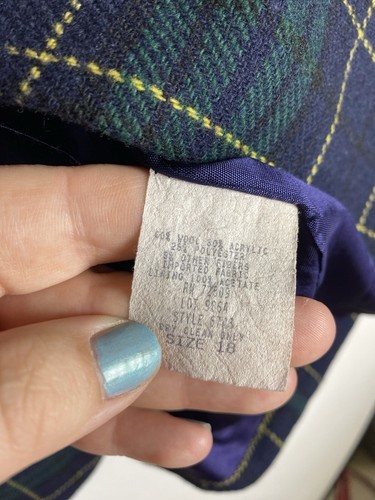 60% WOOL 30% ACRYLIC
25% POLYESTER
5% OTHER FIBERS
IMPORTED FABRIC
LINING 100% ACETATE
RN
LOT
STYLE
DRY CLEAN ONLY
SIZE 18